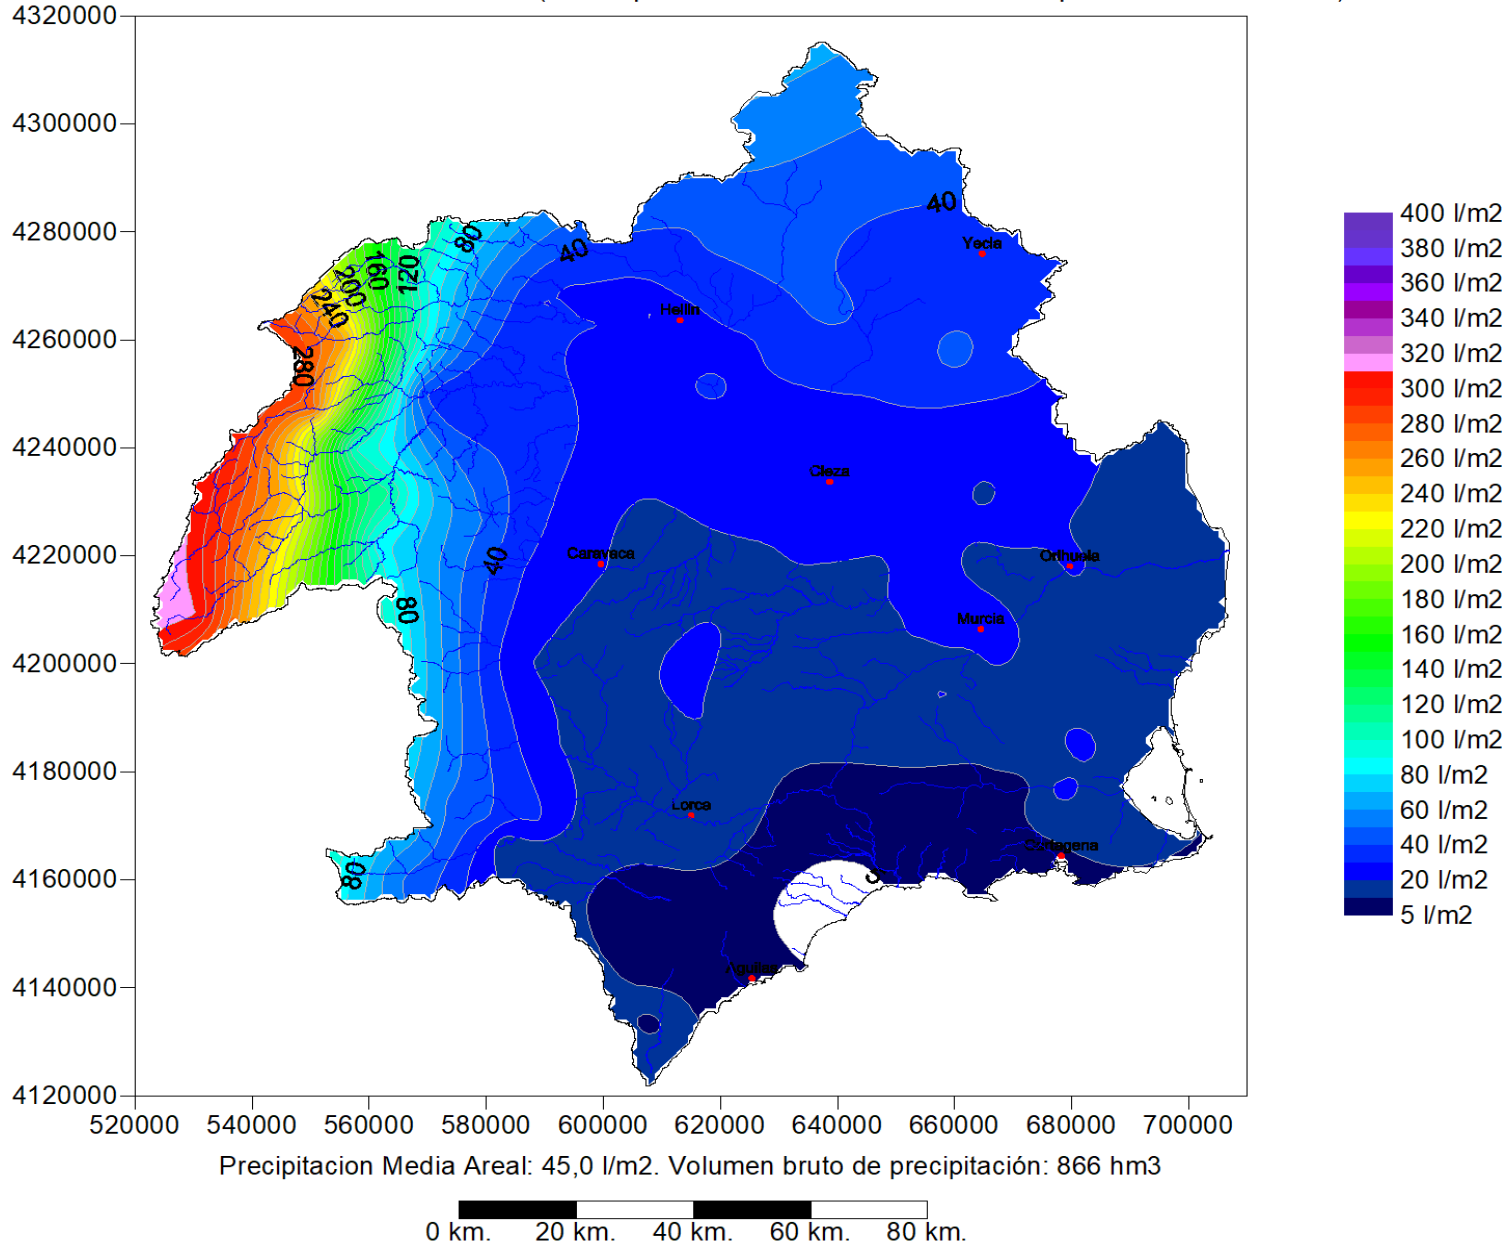 4320000
4300000
4280000
4260000
4240000
4220000
4200000
4180000
4160000
4140000
4120000
520000 540000 560000 580000 600000 620000 640000 660000 680000 700000
40
Yecla
80
40
120
160
200
240
280
Hellin
Cieza
40
Caravaca
Orihuela
80
Murcia
Lorca
Cartagena
80
5
Aguilas
400 l/m2
380 l/m2
360 l/m2
340 l/m2
320 l/m2
300 l/m2
280 l/m2
260 l/m2
240 l/m2
220 l/m2
200 l/m2
180 l/m2
160 l/m2
140 l/m2
120 l/m2
100 l/m2
80 l/m2
60 l/m2
40 l/m2
20 l/m2
5 l/m2
Precipitacion Media Areal: 45,0 l/m2. Volumen bruto de precipitación: 866 hm3
0 km. 20 km. 40 km. 60 km. 80 km.